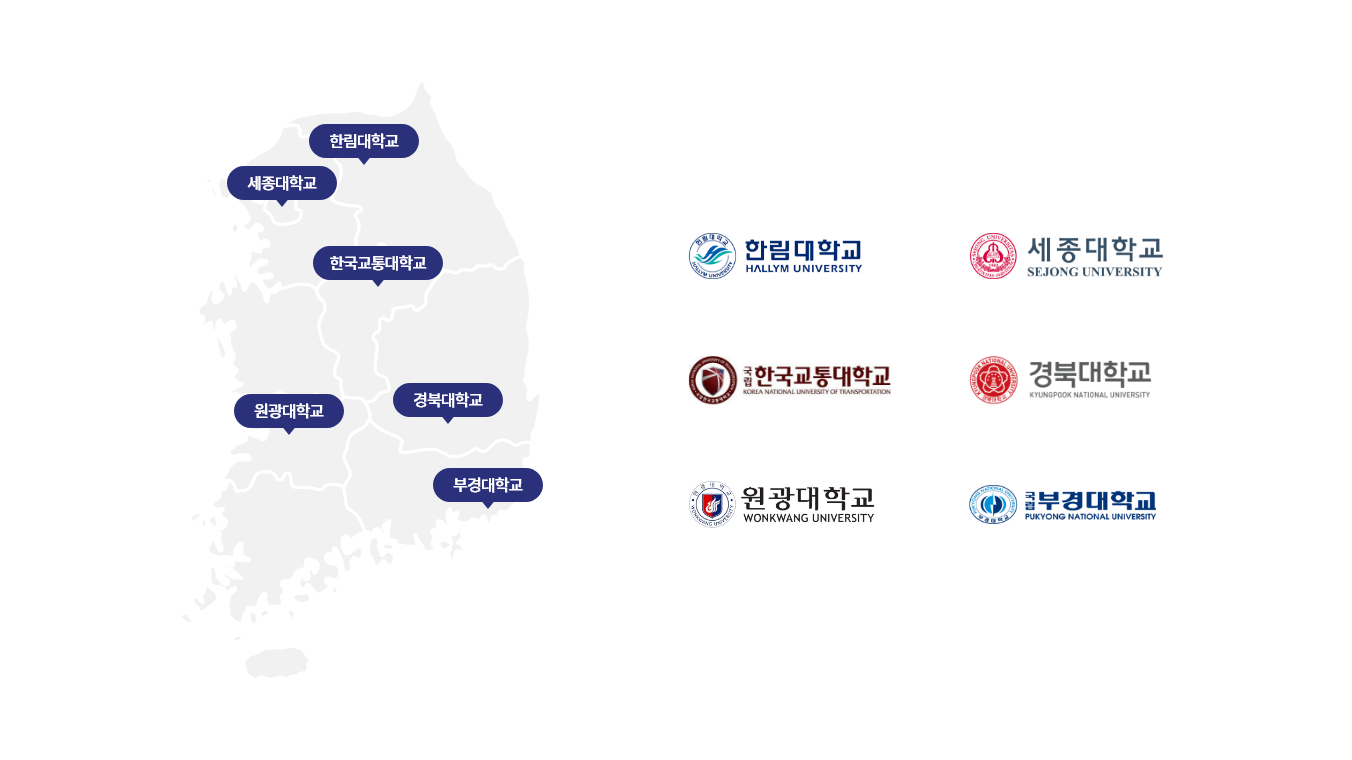 한림대학교
세종대학교
한국교통대학교
경북대학교
원광대학교
부경대학교
한림대학교
HALLYM UNIVERSITY
세종대학교
SEJONG UNIVERSITY
국립 한국교통대학교
KOREA NATIONAL UNIVERSITY OF TRANSPORTATION
경북대학교
KYUNGPOOK NATIONAL UNIVERSITY
원광대학교
WONKWANG UNIVERSITY
국립 부경대학교
PUKYONG NATIONAL UNIVERSITY